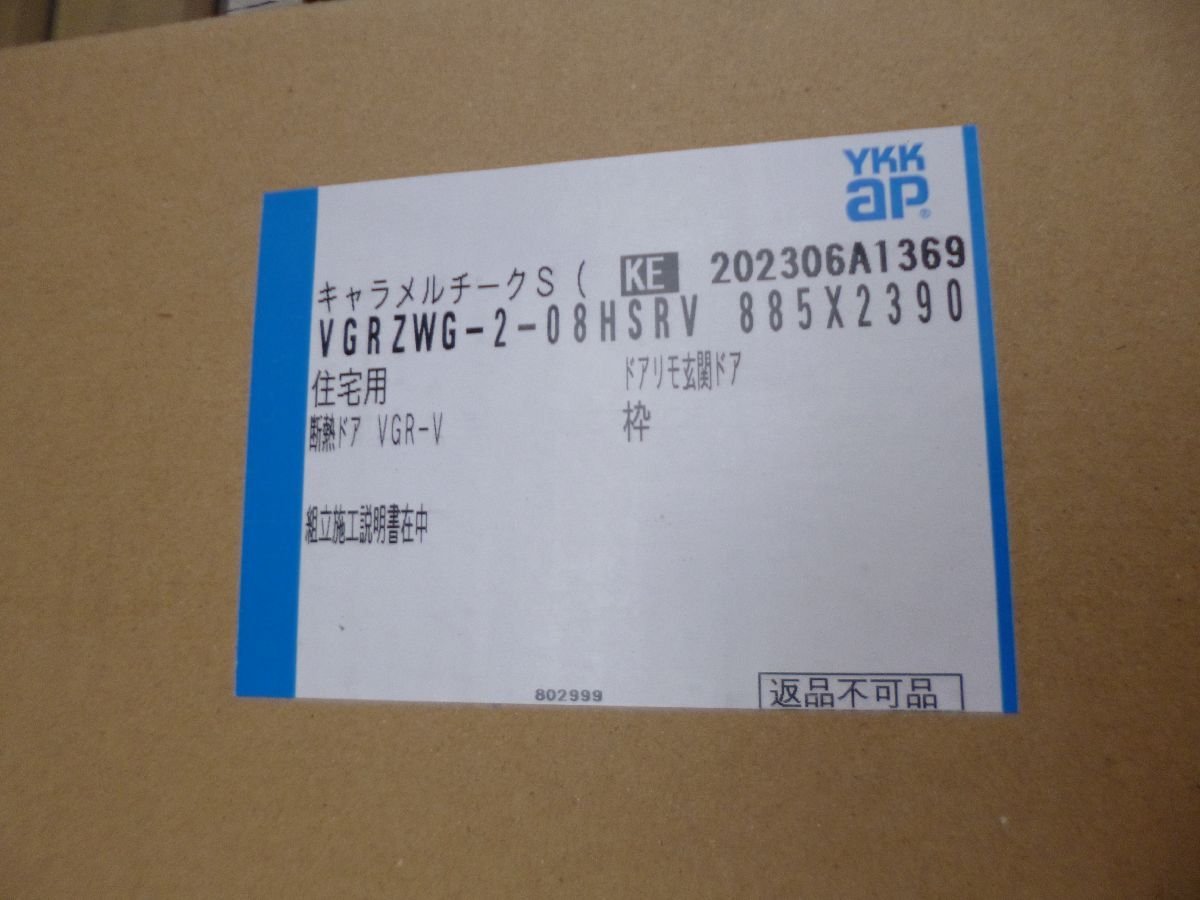 YKK
ap®
キャラメルチークS ( KE 202306A1369
VGRZWG-2-08HSRV 885X2390
住宅用 ドアリモ玄関ドア
断熱ドア VGR-V 枠
組立施工説明書在中
802999
返品不可品